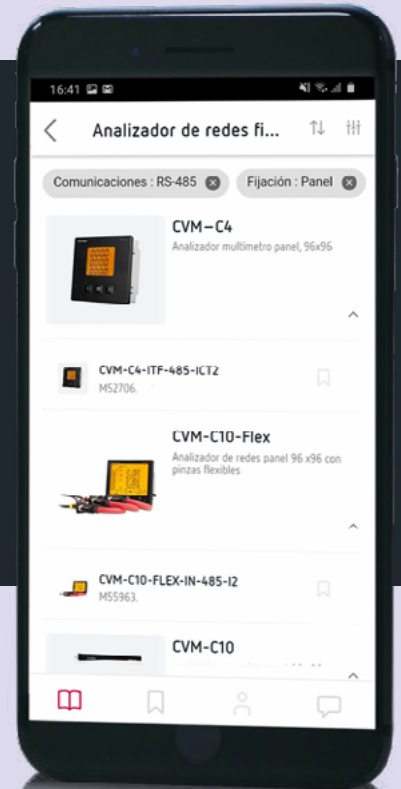 16:41
Analizador de redes fi...
Comunicaciones : RS-485
Fijación : Panel
CVM-C4
Analizador multímetro panel, 96x96
CVM-C4-ITF-485-ICT2
M52706.
CVM-C10-Flex
Analizador de redes panel 96 x96 con
pinzas flexibles
CVM-C10-FLEX-IN-485-I2
M55963.
CVM-C10